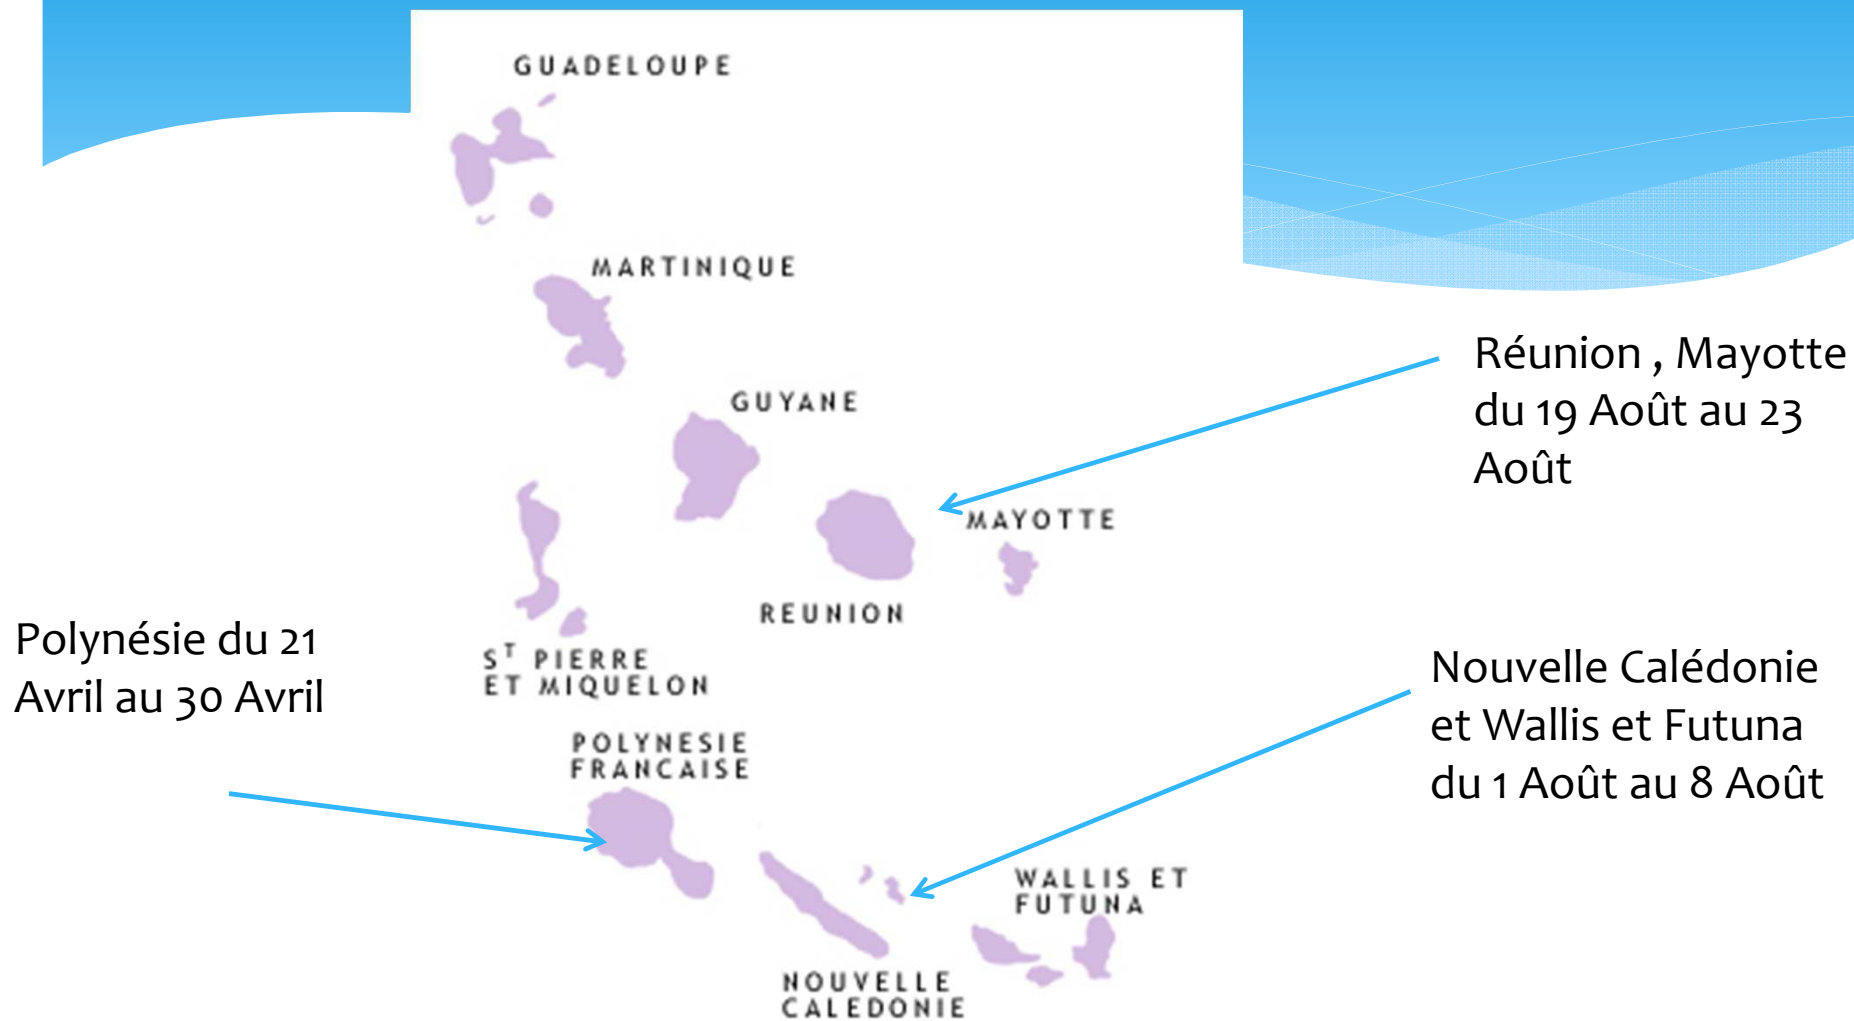 GUADELOUPE
MARTINIQUE
GUYANE
MAYOTTE
REUNION
Sᵀ PIERRE
ET MIQUELON
POLYNESIE
FRANCAISE
WALLIS ET
FUTUNA
NOUVELLE
CALEDONIE
Réunion , Mayotte
du 19 Août au 23
Août
Polynésie du 21
Avril au 30 Avril
Nouvelle Calédonie
et Wallis et Futuna
du 1 Août au 8 Août